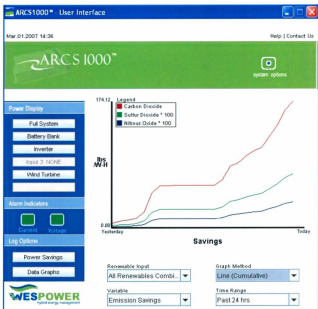 ARCS1000™ - User Interface
Mar.01.2007 14:36
Help | Contact Us
ARCS 1000™
system options
Power Display
Full System
Battery Bank
Inverter
Input 3: NONE
Wind Turbine
Alarm Indicators
Current Voltage
Log Options
Power Savings
Data Graphs
WESPOWER
hybrid energy management
174.12
Legend
Carbon Dioxide
Sulfur Dioxide * 100
Nitrous Oxide * 100
lbs
/W-H
0.00
Yesterday
Today
Savings
Renewable Input
Graph Method
All Renewables Combi...
Line (Cumulative)
Variable
Time Range
Emission Savings
Past 24 hrs